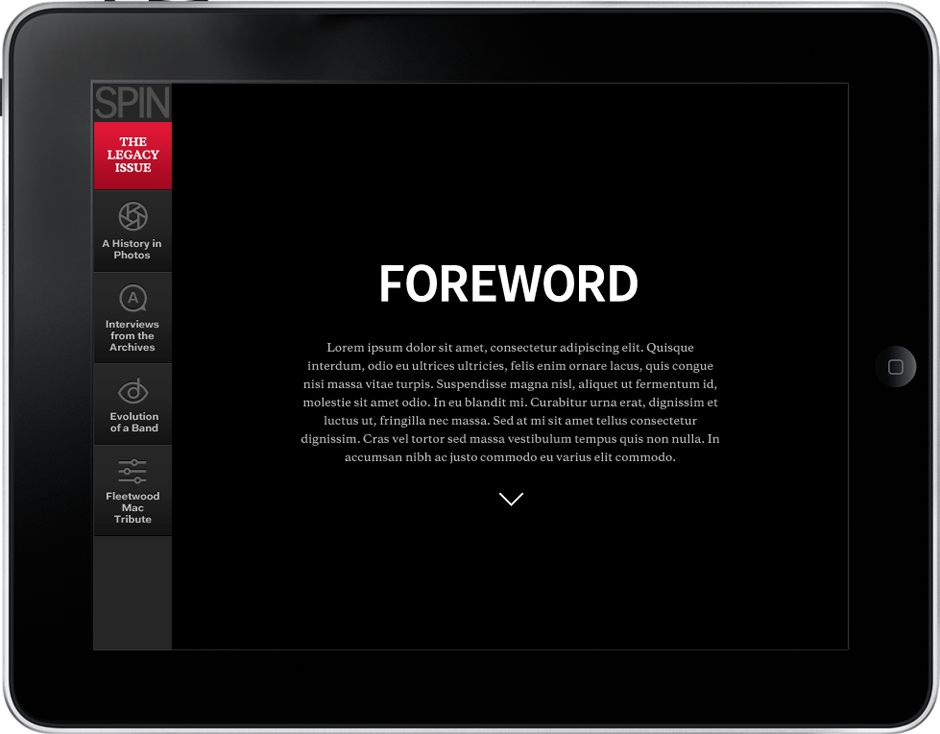 SPIN
THE
LEGACY
ISSUE
A History in
Photos
A
Interviews
from the
Archives
Evolution
of a Band
Fleetwood
Mac
Tribute
FOREWORD
Lorem ipsum dolor sit amet, consectetur adipiscing elit. Quisque
interdum, odio eu ultrices ultricies, felis enim ornare lacus, quis congue
nisi massa vitae turpis. Suspendisse magna nisl, aliquet ut fermentum id,
molestie sit amet odio. In eu blandit mi. Curabitur urna erat, dignissim et
luctus ut, fringilla nec massa. Sed at mi sit amet tellus consectetur
dignissim. Cras vel tortor sed massa vestibulum tempus quis non nulla. In
accumsan nibh ac justo commodo eu varius elit commodo.